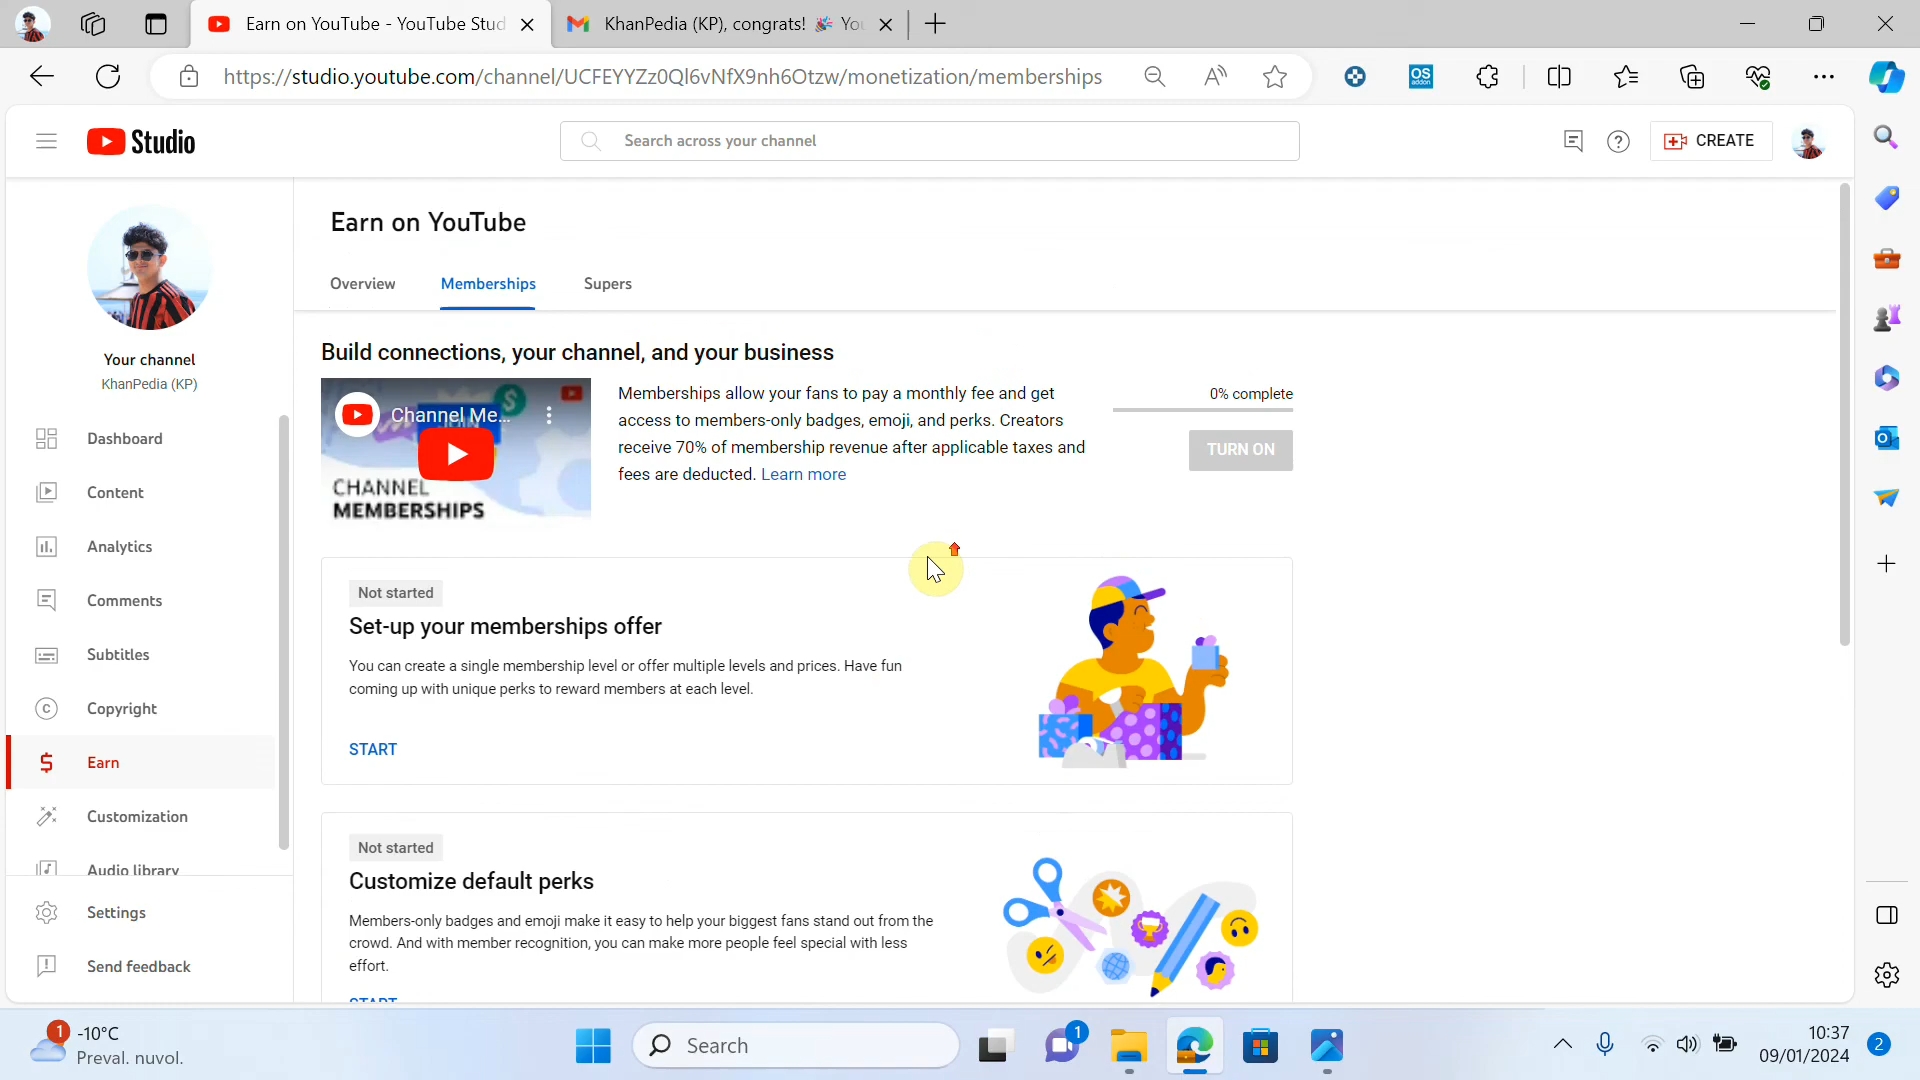 Earn on YouTube - YouTube Stud
KhanPedia (KP), congrats! 🎉 Yo
https://studio.youtube.com/channel/UCFEYYZz0Ql6vNfX9nh6Otzw/monetization/memberships
OS
addon
Studio
Search across your channel
CREATE
Your channel
KhanPedia (KP)
Dashboard
Content
Analytics
Comments
Subtitles
Copyright
Earn
Customization
Audio library
Settings
Send feedback
Earn on YouTube
Overview
Memberships
Supers
Build connections, your channel, and your business
Channel Me...
JOIN
CHANNEL
MEMBERSHIPS
Memberships allow your fans to pay a monthly fee and get
access to members-only badges, emoji, and perks. Creators
receive 70% of membership revenue after applicable taxes and
fees are deducted. Learn more
0% complete
TURN ON
Not started
Set-up your memberships offer
You can create a single membership level or offer multiple levels and prices. Have fun
coming up with unique perks to reward members at each level.
START
Not started
Customize default perks
Members-only badges and emoji make it easy to help your biggest fans stand out from the
crowd. And with member recognition, you can make more people feel special with less
effort.
START
1
-10°C
Preval. nuvol.
Search
1
10:37
09/01/2024
2